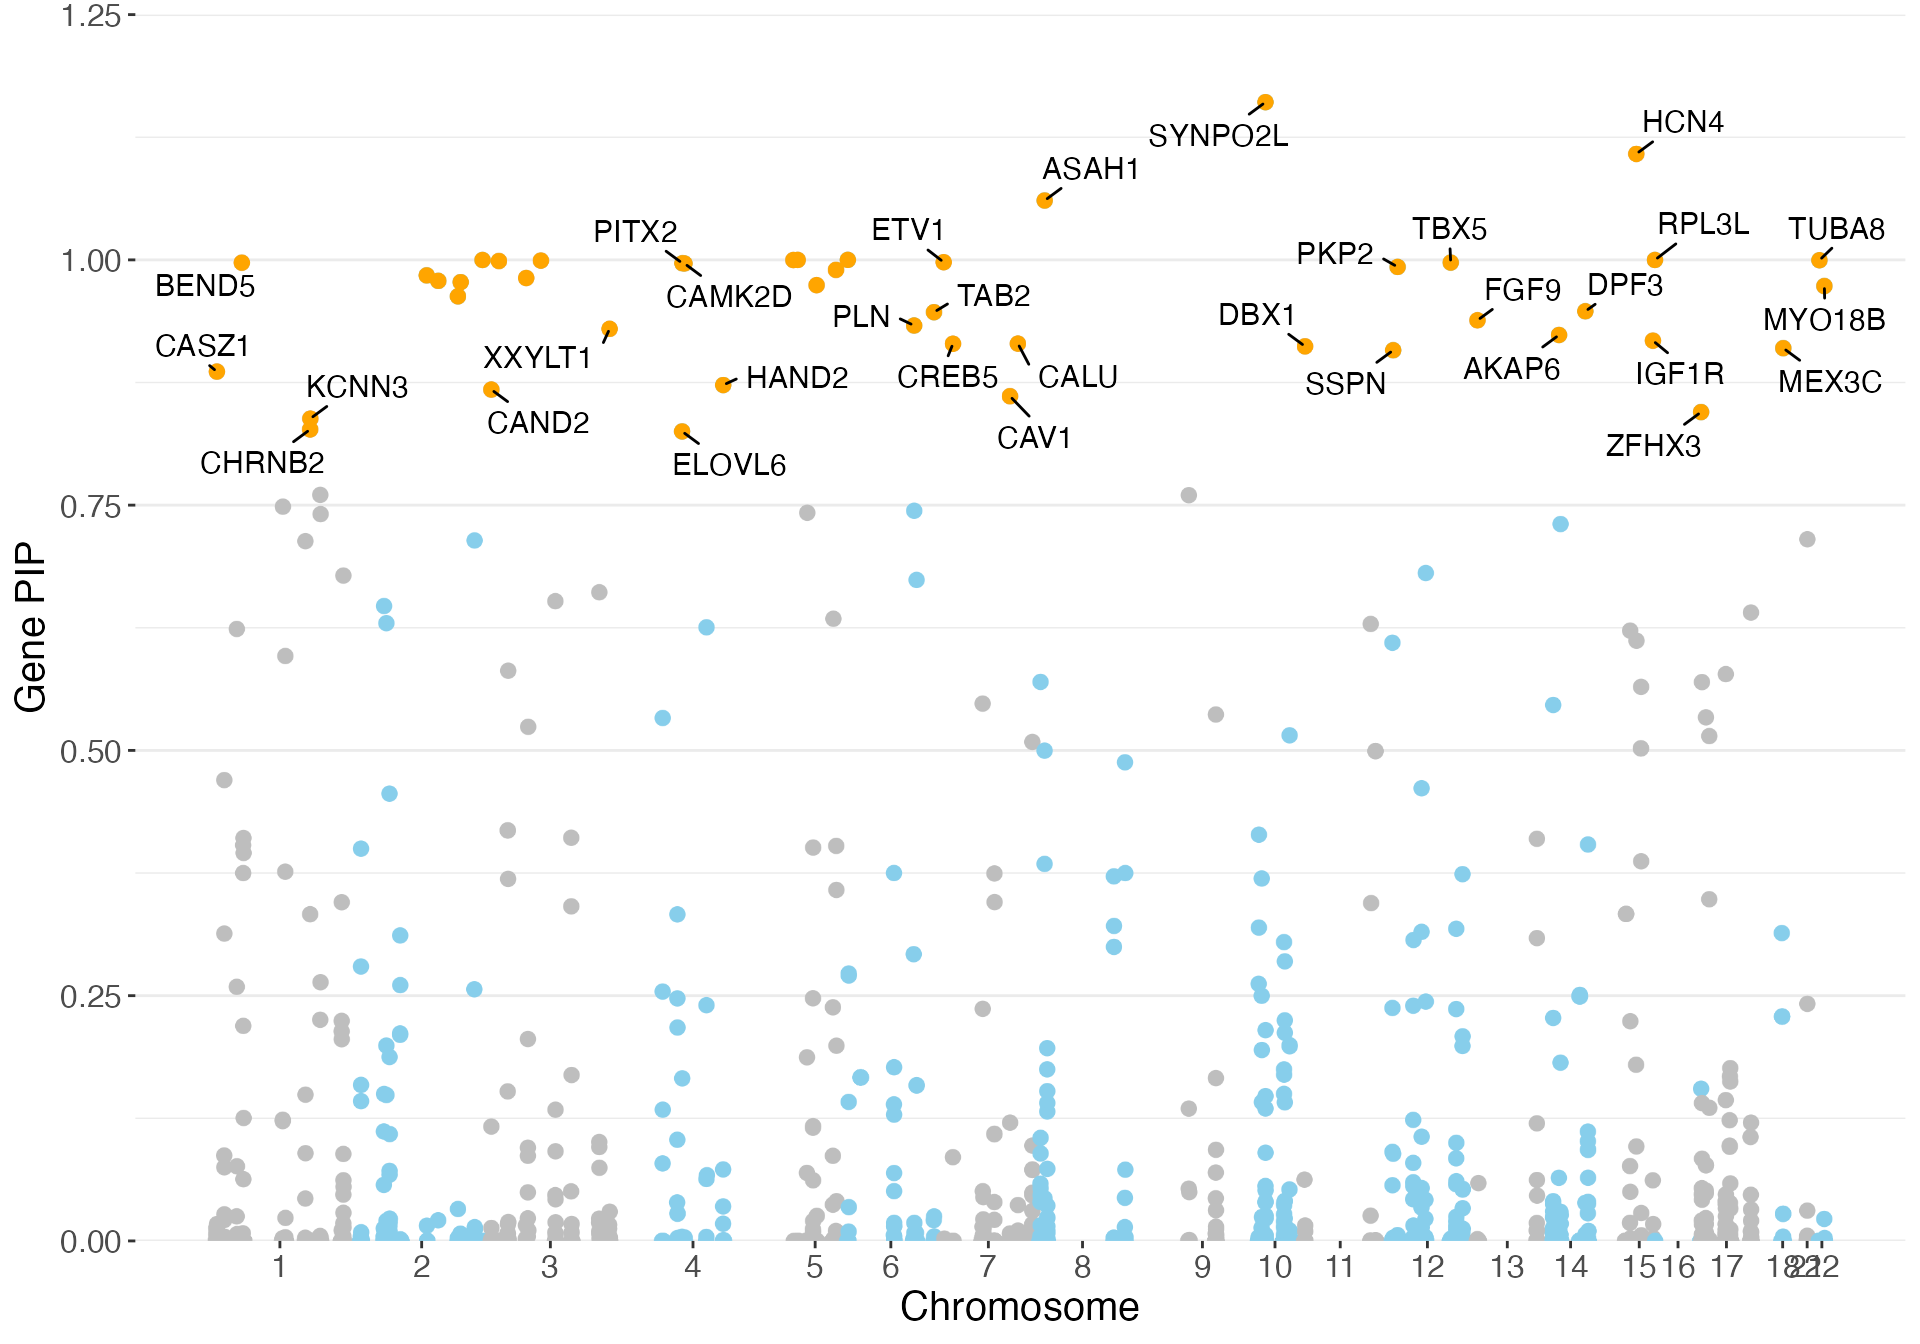 1.25
HCN4
SYNPO2L
ASAH1
PITX2
ETV1
TBX5
RPL3L
TUBA8
1.00
PKP2
BEND5
CAMK2D
TAB2
FGF9
DPF3
PLN
DBX1
MYO18B
CASZ1
XXYLT1
AKAP6
IGF1R
KCNN3
HAND2
CREB5
CALU
SSPN
MEX3C
CAND2
CAV1
ZFHX3
CHRNB2
ELOVL6
0.75
Gene PIP
0.50
0.25
0.00
1 2 3 4 5 6 7 8 9 10 11 12 13 14 15 16 17 18 22
Chromosome